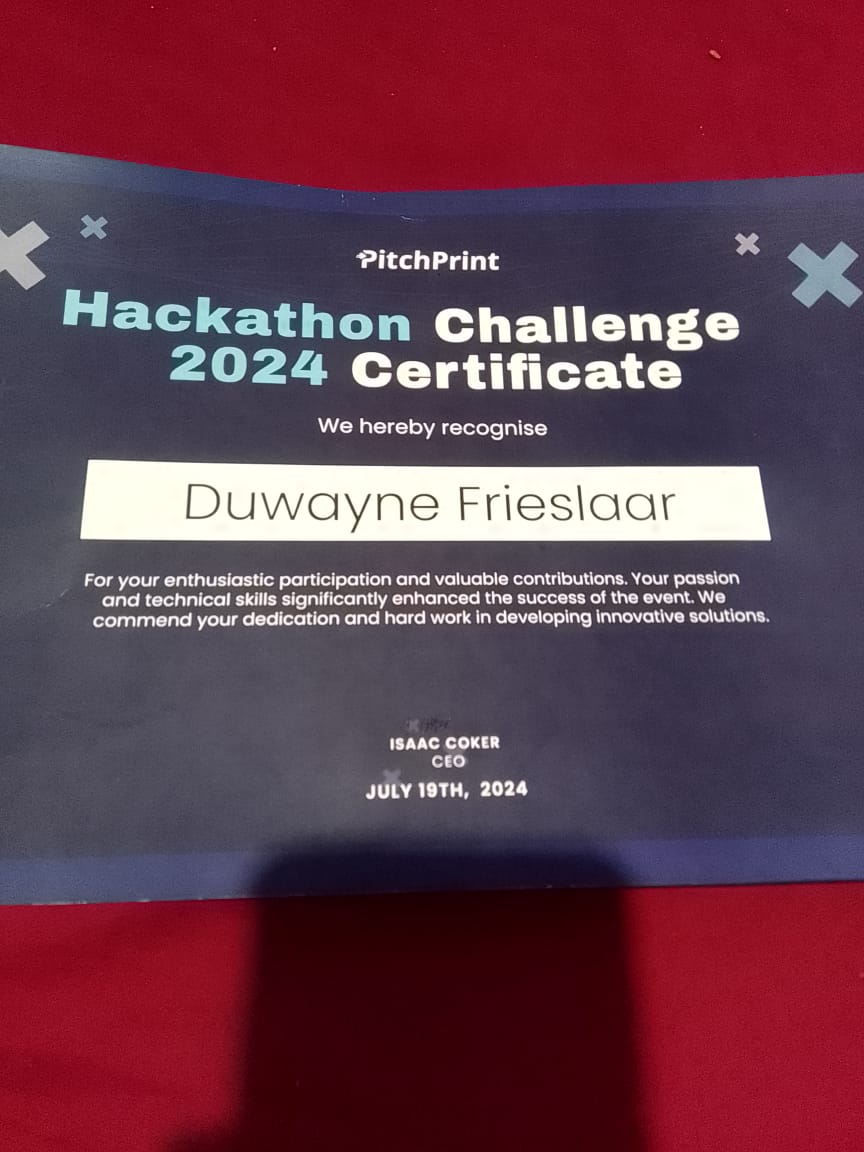 PitchPrint
Hackathon Challenge
2024 Certificate
We hereby recognise
Duwayne Frieslaar
For your enthusiastic participation and valuable contributions. Your passion
and technical skills significantly enhanced the success of the event. We
commend your dedication and hard work in developing innovative solutions.
ISAAC COKER
CEO
JULY 19TH, 2024